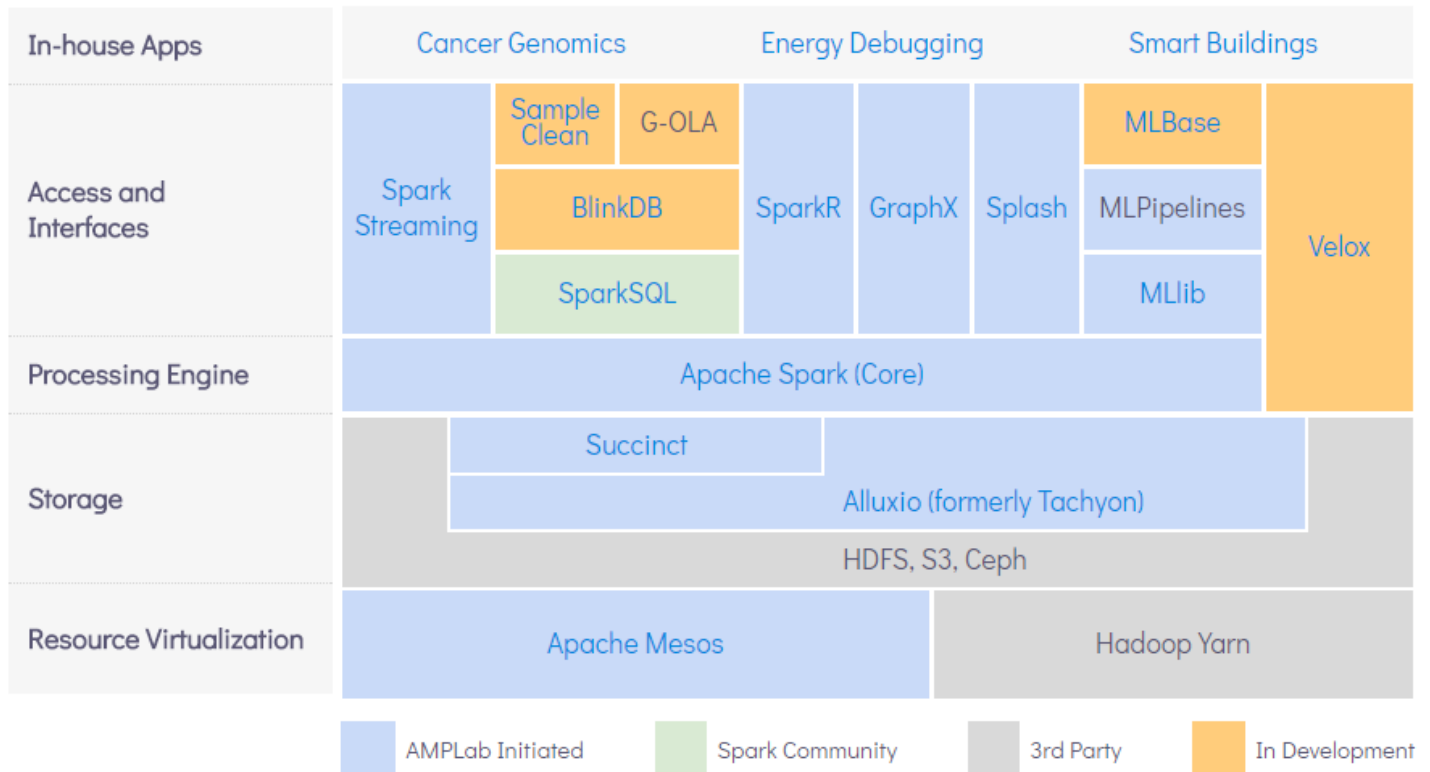 In-house Apps
Cancer Genomics
Energy Debugging
Smart Buildings
Access and
Interfaces
Spark
Streaming
Sample
Clean
G-OLA
BlinkDB
SparkSQL
SparkR
GraphX
Splash
MLBase
MLPipelines
MLlib
Velox
Processing Engine
Apache Spark (Core)
Storage
Succinct
Alluxio (formerly Tachyon)
HDFS, S3, Ceph
Resource Virtualization
Apache Mesos
Hadoop Yarn
AMPLab Initiated
Spark Community
3rd Party
In Development